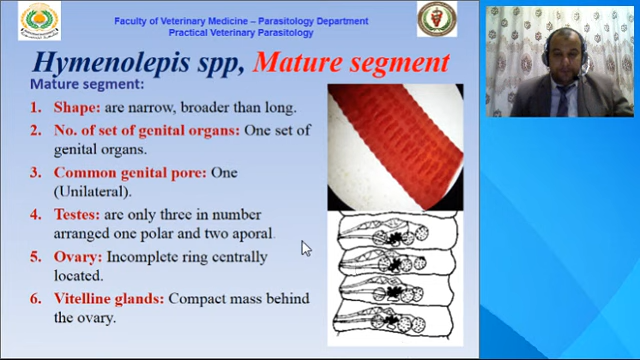 Faculty of Veterinary Medicine – Parasitology Department
Practical Veterinary Parasitology
Hymenolepis spp, Mature segment
Mature segment:
1. Shape: are narrow, broader than long.
2. No. of set of genital organs: One set of
genital organs.
3. Common genital pore: One
(Unilateral).
4. Testes: are only three in number
arranged one polar and two aporal.
5. Ovary: Incomplete ring centrally
located.
6. Vitelline glands: Compact mass behind
the ovary.